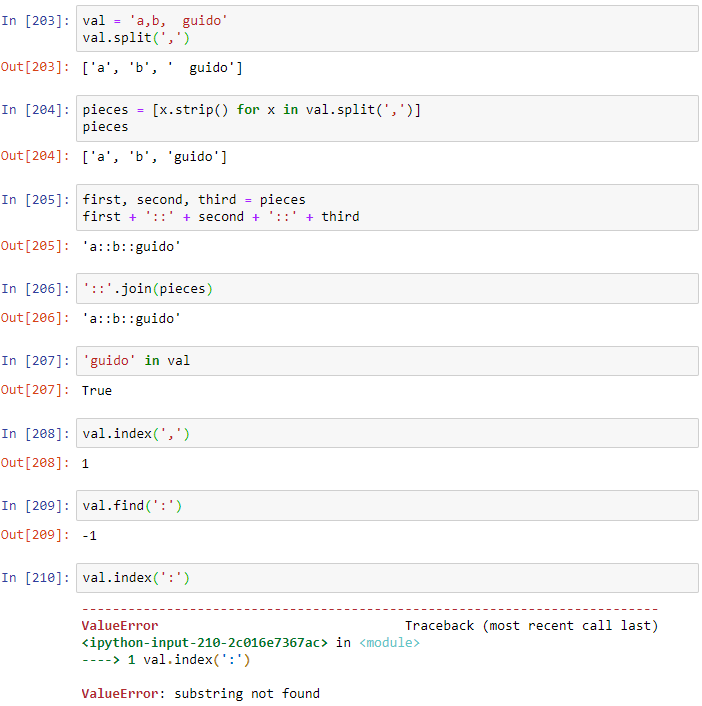 In [203]: val = 'a,b,  guido'
val.split(',')
Out[203]: ['a', 'b', '  guido']
In [204]: pieces = [x.strip() for x in val.split(',')]
pieces
Out[204]: ['a', 'b', 'guido']
In [205]: first, second, third = pieces
first + '::' + second + '::' + third
Out[205]: 'a::b::guido'
In [206]: '::'.join(pieces)
Out[206]: 'a::b::guido'
In [207]: 'guido' in val
Out[207]: True
In [208]: val.index(',')
Out[208]: 1
In [209]: val.find(':')
Out[209]: -1
In [210]: val.index(':')
---------------------------------------------------------------------------
ValueError                                Traceback (most recent call last)
<ipython-input-210-2c016e7367ac> in <module>
----> 1 val.index(':')
ValueError: substring not found